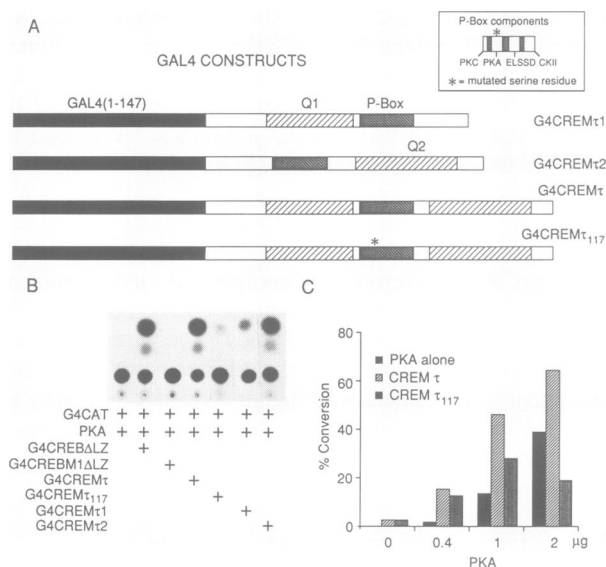 A
GAL4 CONSTRUCTS
P-Box components
PKC PKA ELSSD CKII
* = mutated serine residue
GAL4(1-147) Q1 P-Box
G4CREMτ1
Q2
G4CREMτ2
G4CREMτ
G4CREMτ117
*
B
G4CAT + + + + + + +
PKA + + + + + + +
G4CREBΔLZ +
G4CREBM1ΔLZ +
G4CREMτ +
G4CREMτ117 +
G4CREMτ1 +
G4CREMτ2 +
C
% Conversion
80
60
40
20
0
PKA alone
CREM τ
CREM τ117
0 0.4 1 2 µg
PKA